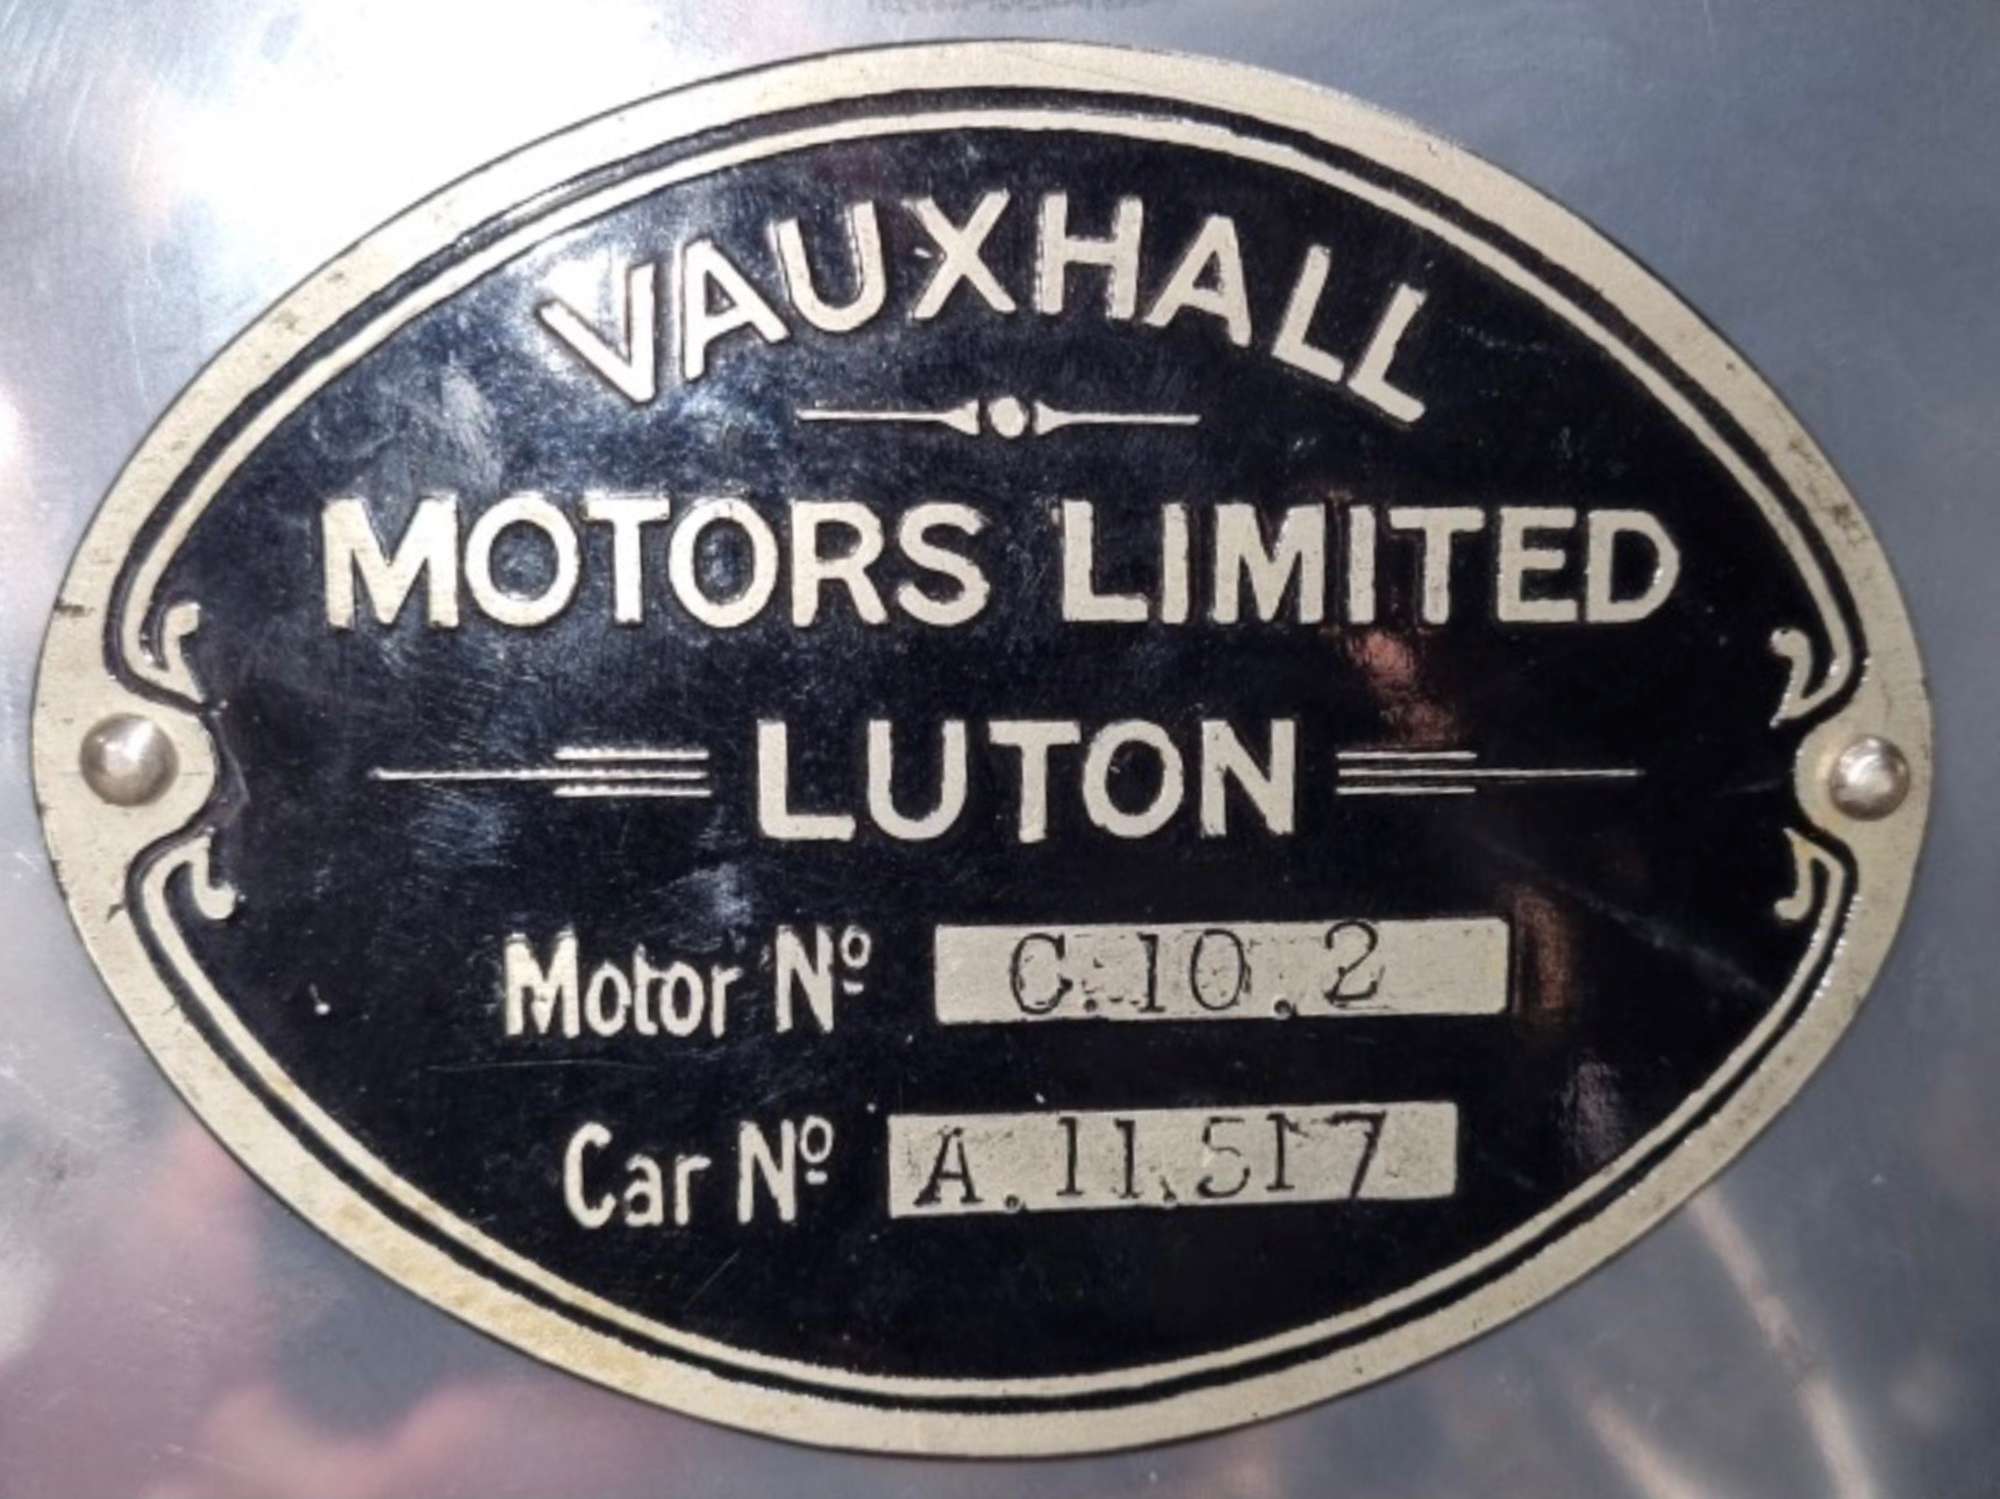 VAUXHALL
MOTORS LIMITED
LUTON
Motor Nº C.10.2
Car Nº A.11.517